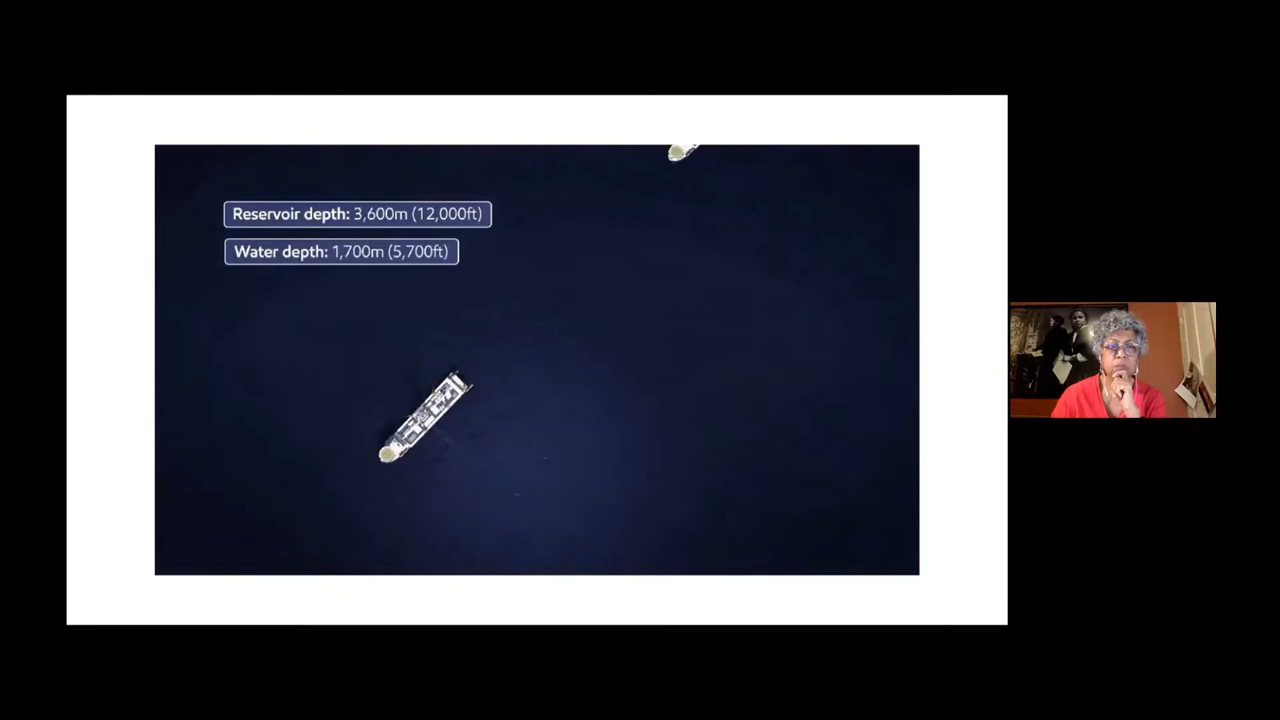 Reservoir depth: 3,600m (12,000ft)
Water depth: 1,700m (5,700ft)